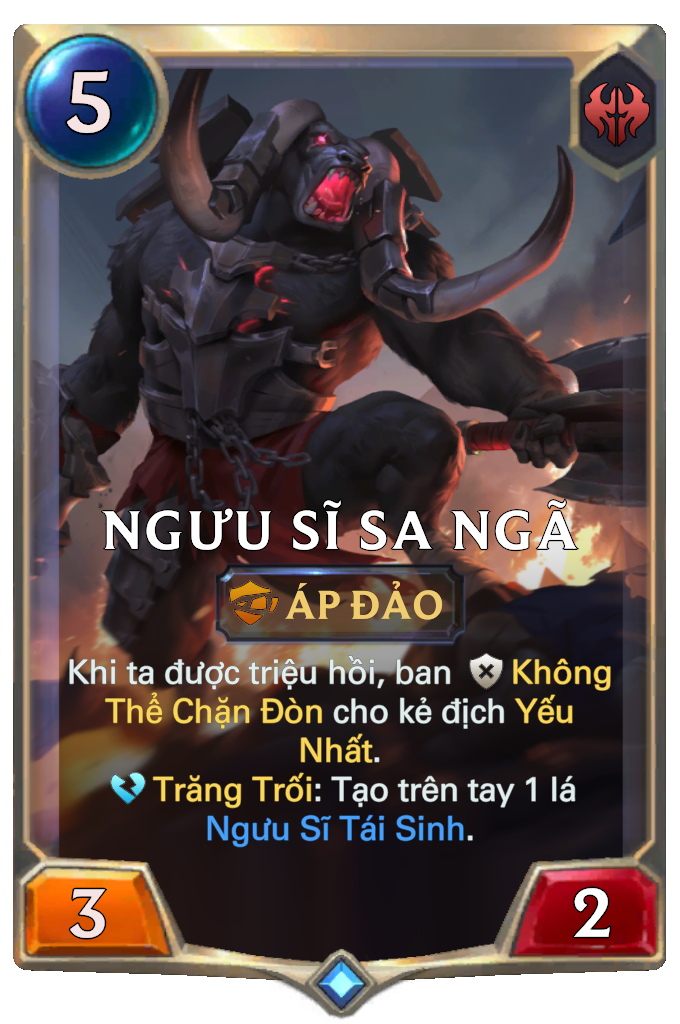 5
NGƯU SĨ SA NGÃ
ÁP ĐẢO
Khi ta được triệu hồi, ban Không
Thể Chặn Đòn cho kẻ địch Yếu
Nhất.
Trăng Trối: Tạo trên tay 1 lá
Ngưu Sĩ Tái Sinh.
3
2